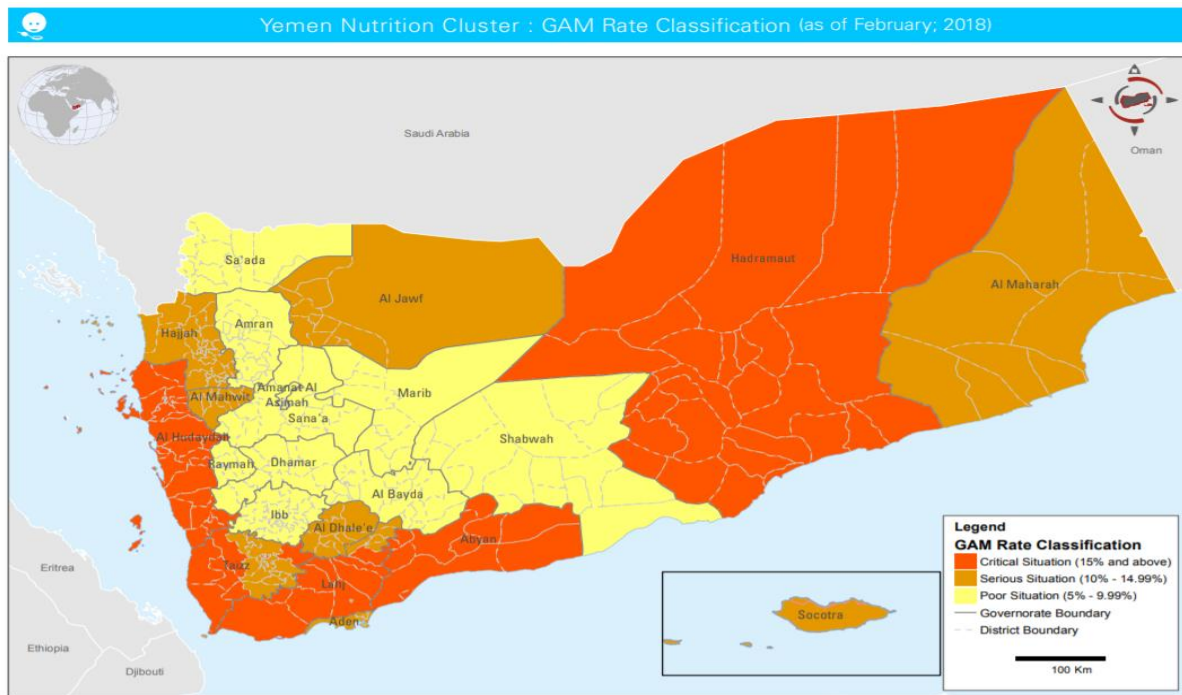 Yemen Nutrition Cluster : GAM Rate Classification (as of February; 2018)
Saudi Arabia
Oman
Sa'ada
Hadramaut
Al Maharah
Al Jawf
Hajjah
Amran
Amanat Al
Asimah
Marib
Al Mahwit
Sana'a
Al Hudaydah
Shabwah
Raymah
Dhamar
Al Bayda
Ibb
Al Dhale'e
Abyan
Taizz
Lahj
Aden
Eritrea
Ethiopia
Djibouti
Socotra
Legend
GAM Rate Classification
Critical Situation (15% and above)
Serious Situation (10% - 14.99%)
Poor Situation (5% - 9.99%)
Governorate Boundary
District Boundary
100 Km